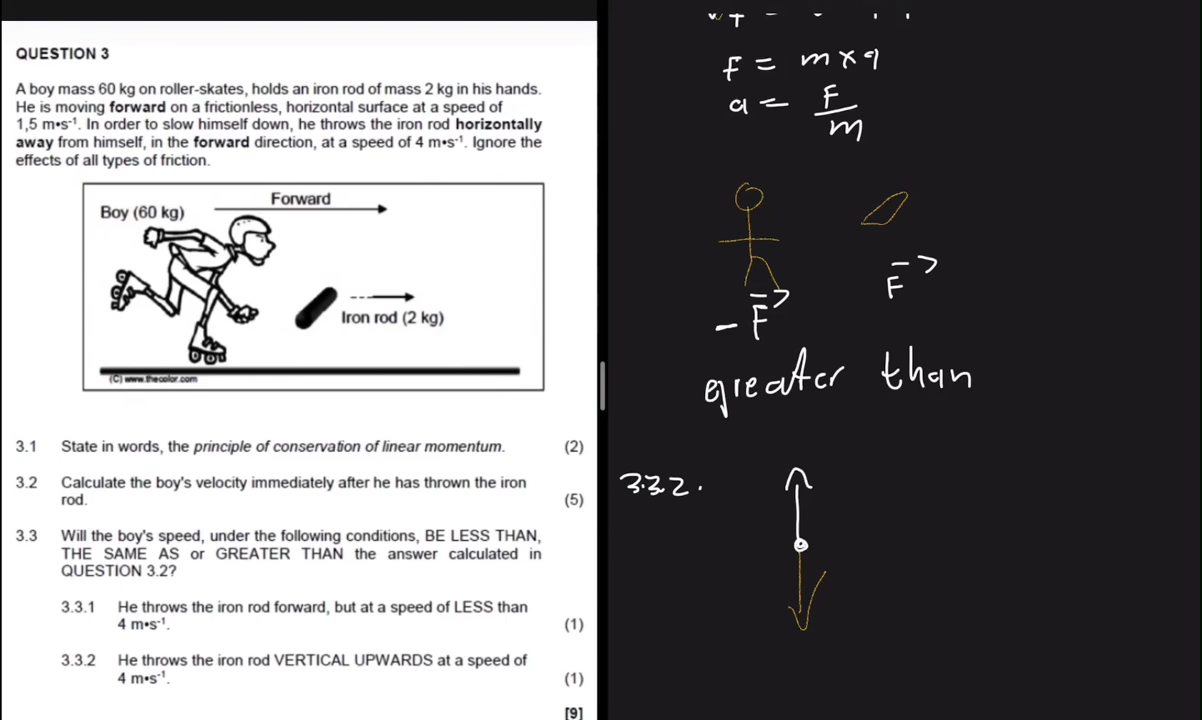 QUESTION 3
A boy mass 60 kg on roller-skates, holds an iron rod of mass 2 kg in his hands.
He is moving forward on a frictionless, horizontal surface at a speed of
1,5 m•s⁻¹. In order to slow himself down, he throws the iron rod horizontally
away from himself, in the forward direction, at a speed of 4 m•s⁻¹. Ignore the
effects of all types of friction.
Forward
Boy (60 kg)
Iron rod (2 kg)
(C) www.thecolor.com
3.1 State in words, the principle of conservation of linear momentum. (2)
3.2 Calculate the boy's velocity immediately after he has thrown the iron
rod. (5)
3.3 Will the boy's speed, under the following conditions, BE LESS THAN,
THE SAME AS or GREATER THAN the answer calculated in
QUESTION 3.2?
3.3.1 He throws the iron rod forward, but at a speed of LESS than
4 m•s⁻¹. (1)
3.3.2 He throws the iron rod VERTICAL UPWARDS at a speed of
4 m•s⁻¹. (1)
[9]
F = m x a
a = F/m
F
- F
greater than
3.3.2.